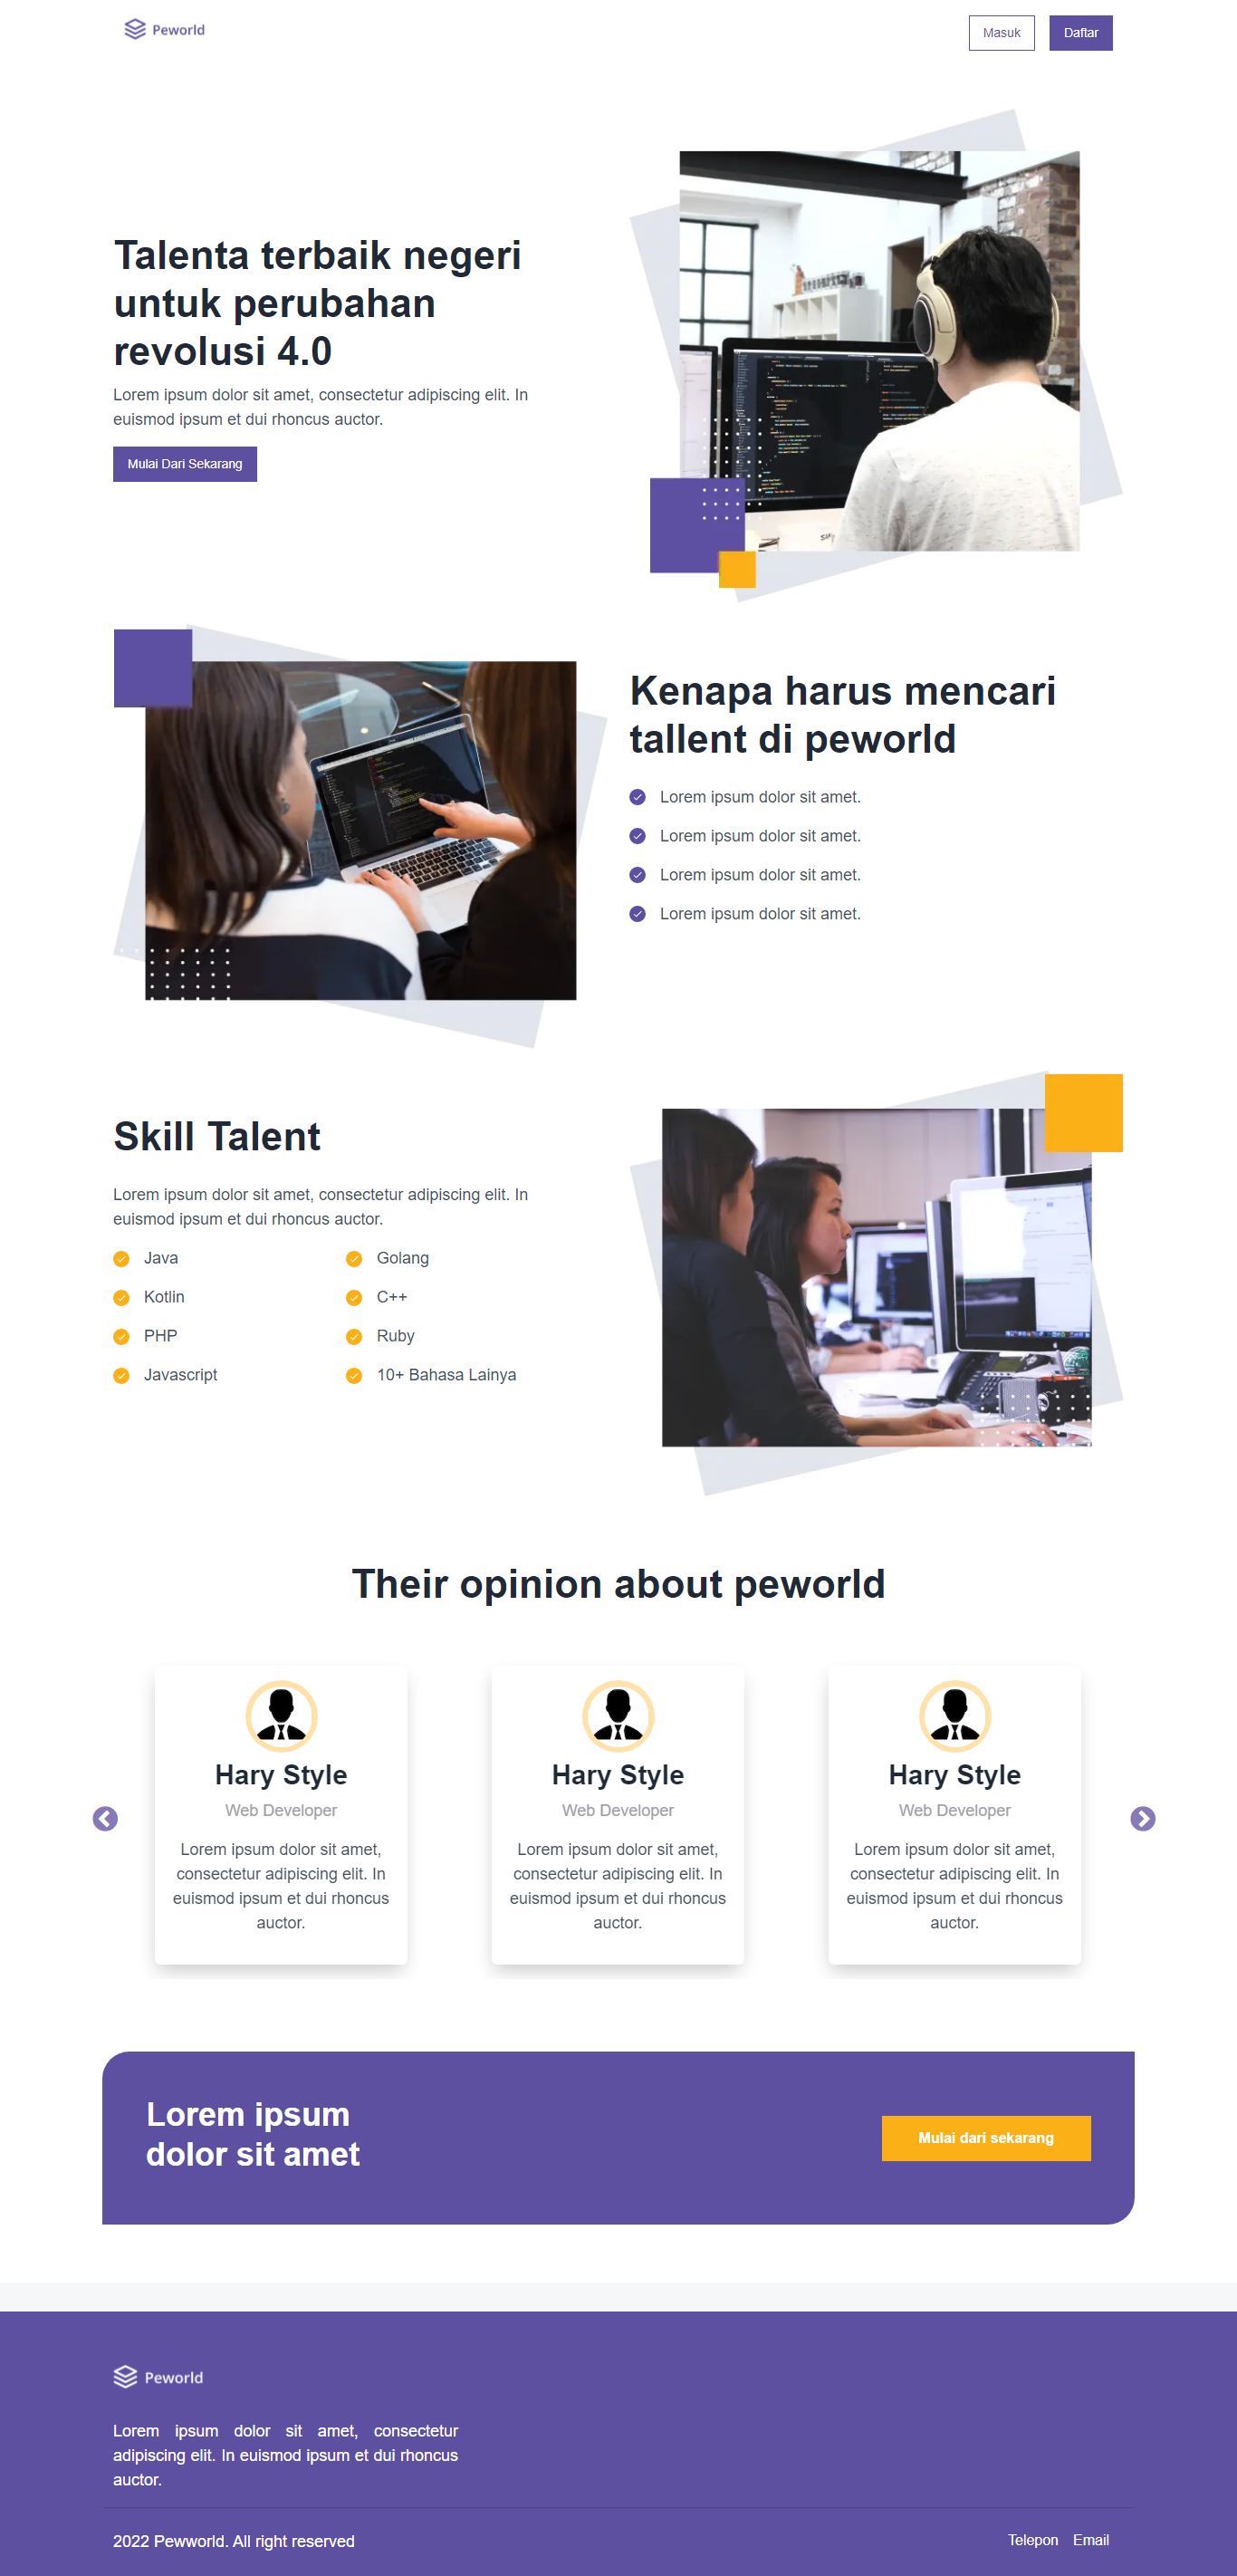 Peworld
Masuk
Daftar
Talenta terbaik negeri
untuk perubahan
revolusi 4.0
Lorem ipsum dolor sit amet, consectetur adipiscing elit. In
euismod ipsum et dui rhoncus auctor.
Mulai Dari Sekarang
Kenapa harus mencari
tallent di peworld
Lorem ipsum dolor sit amet.
Lorem ipsum dolor sit amet.
Lorem ipsum dolor sit amet.
Lorem ipsum dolor sit amet.
Skill Talent
Lorem ipsum dolor sit amet, consectetur adipiscing elit. In
euismod ipsum et dui rhoncus auctor.
Java
Golang
Kotlin
C++
PHP
Ruby
Javascript
10+ Bahasa Lainya
Their opinion about peworld
Hary Style
Web Developer
Lorem ipsum dolor sit amet,
consectetur adipiscing elit. In
euismod ipsum et dui rhoncus
auctor.
Hary Style
Web Developer
Lorem ipsum dolor sit amet,
consectetur adipiscing elit. In
euismod ipsum et dui rhoncus
auctor.
Hary Style
Web Developer
Lorem ipsum dolor sit amet,
consectetur adipiscing elit. In
euismod ipsum et dui rhoncus
auctor.
Lorem ipsum
dolor sit amet
Mulai dari sekarang
Peworld
Lorem ipsum dolor sit amet, consectetur
adipiscing elit. In euismod ipsum et dui rhoncus
auctor.
2022 Pewworld. All right reserved
Telepon
Email